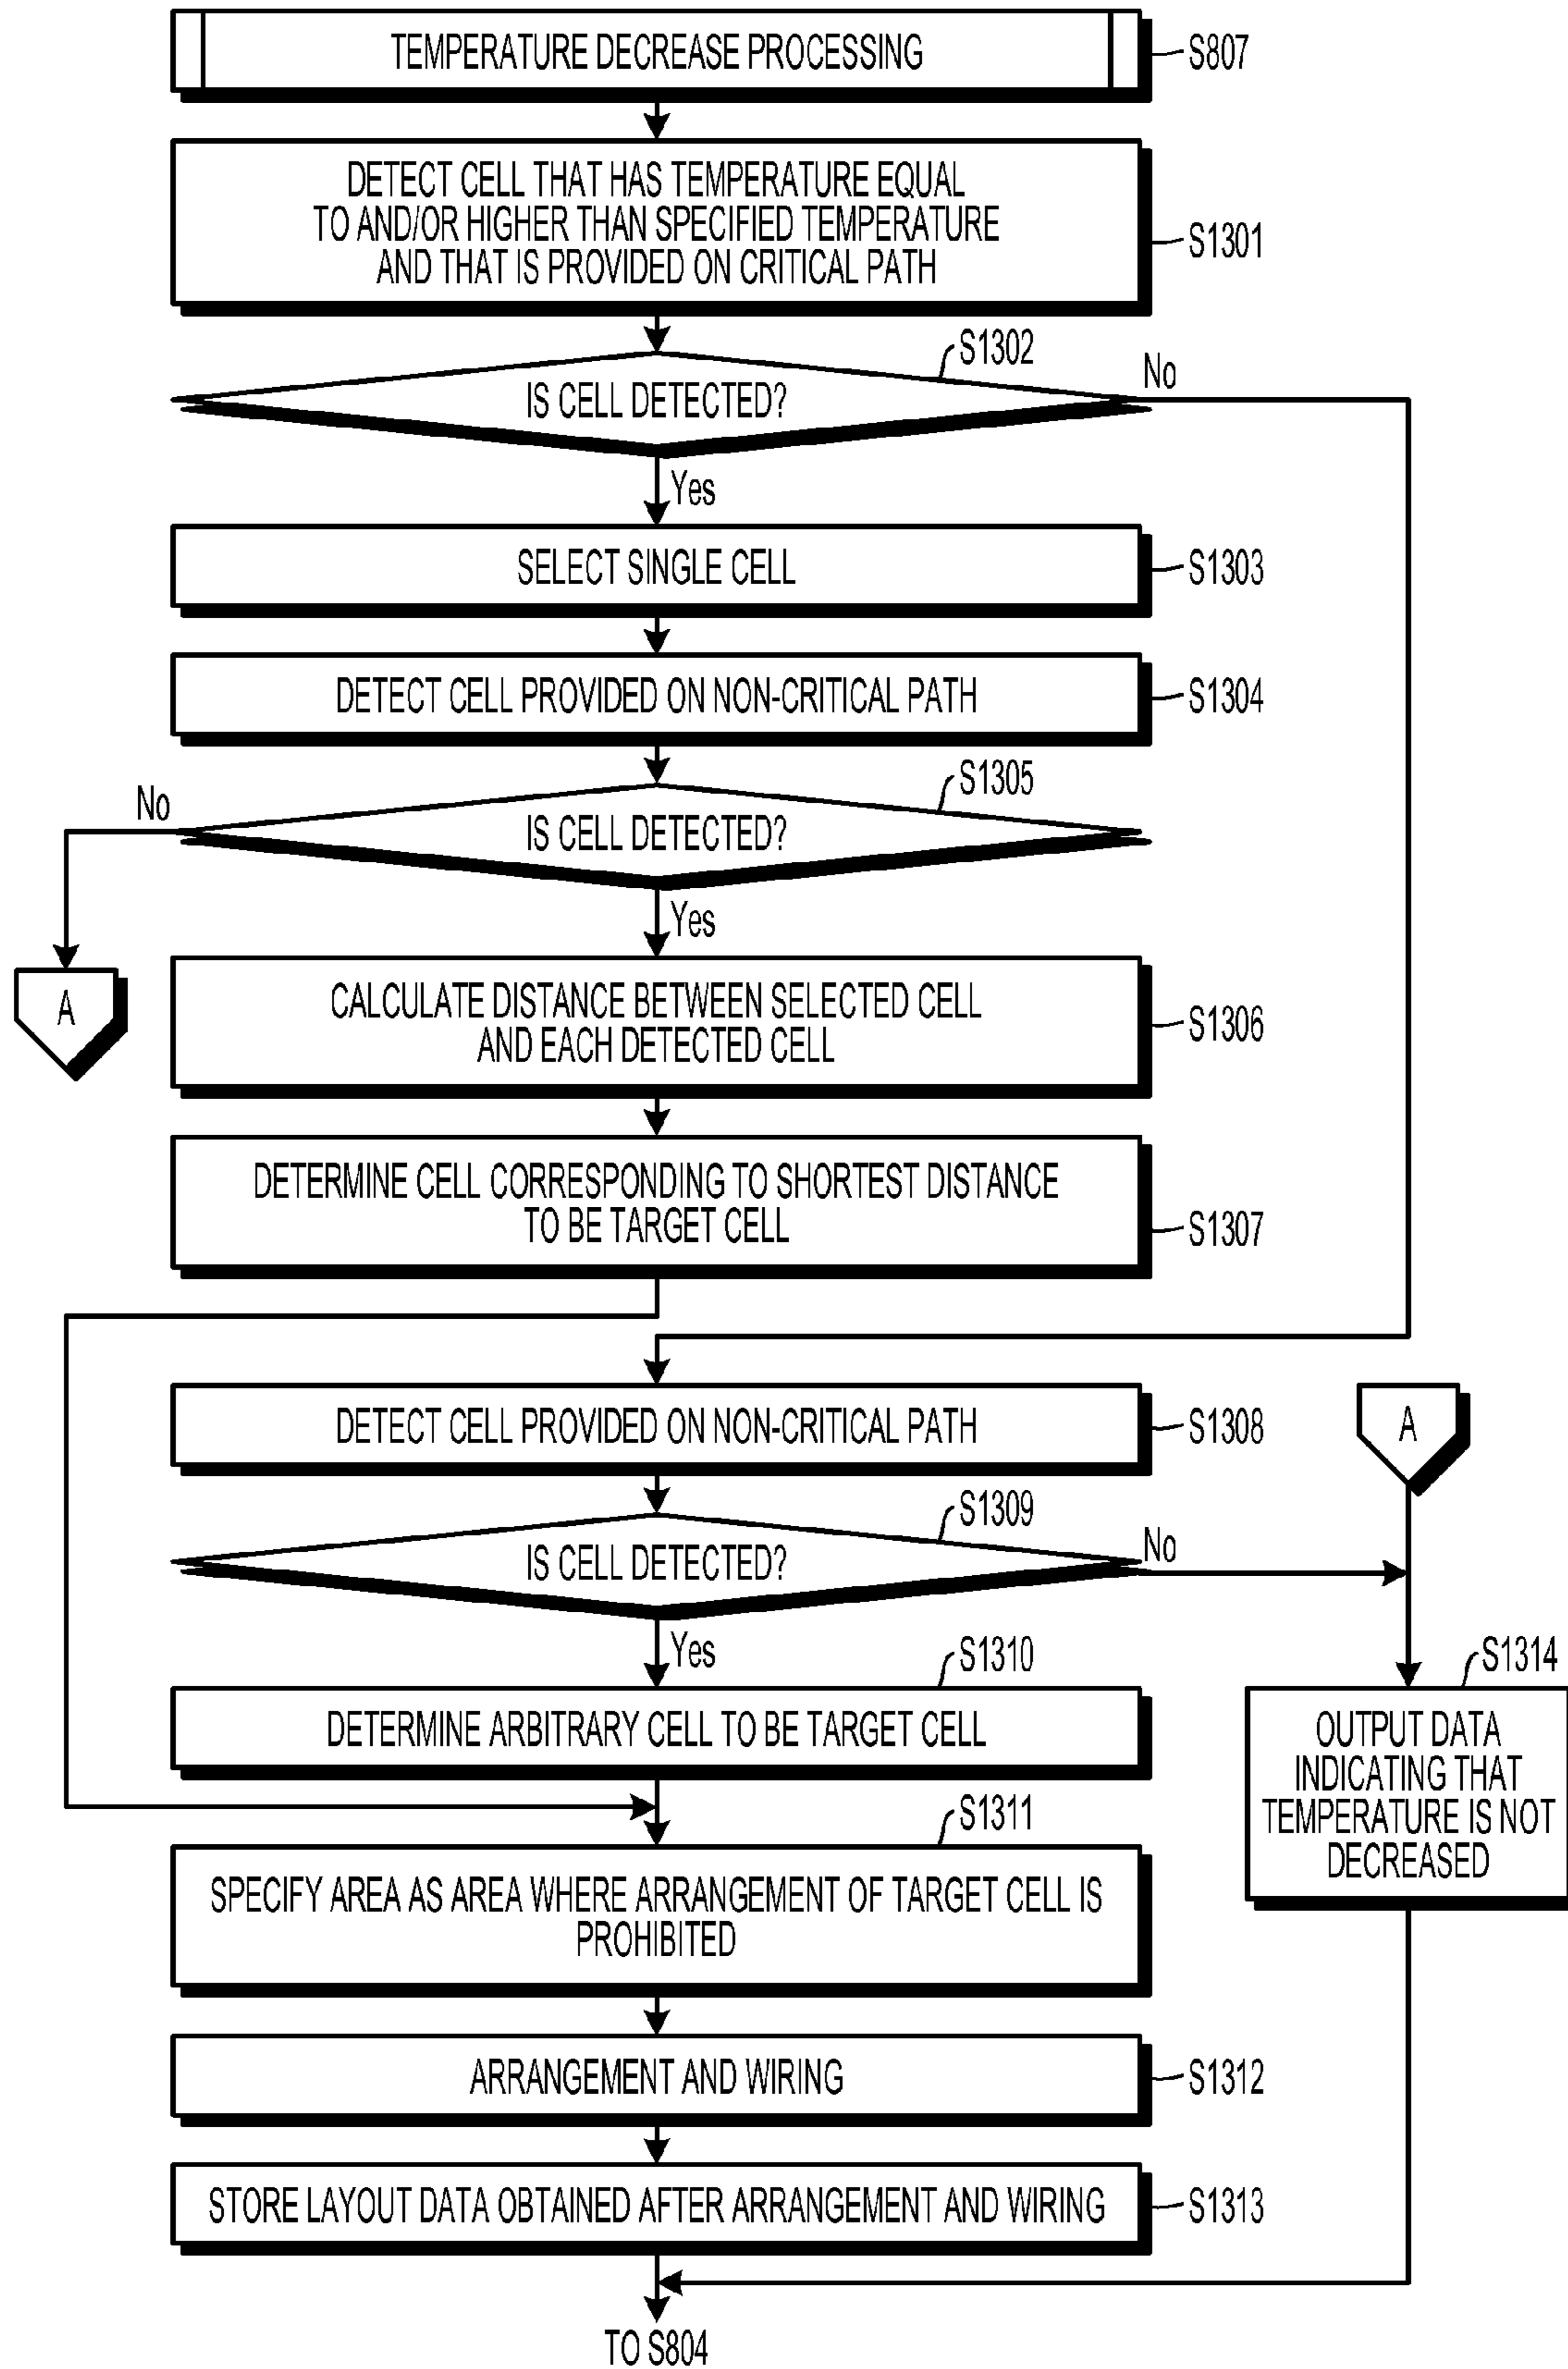 TEMPERATURE DECREASE PROCESSING
S807
DETECT CELL THAT HAS TEMPERATURE EQUAL
TO AND/OR HIGHER THAN SPECIFIED TEMPERATURE
AND THAT IS PROVIDED ON CRITICAL PATH
S1301
S1302
No
IS CELL DETECTED?
Yes
SELECT SINGLE CELL
S1303
DETECT CELL PROVIDED ON NON-CRITICAL PATH
S1304
S1305
No
IS CELL DETECTED?
Yes
A
CALCULATE DISTANCE BETWEEN SELECTED CELL
AND EACH DETECTED CELL
S1306
DETERMINE CELL CORRESPONDING TO SHORTEST DISTANCE
TO BE TARGET CELL
S1307
DETECT CELL PROVIDED ON NON-CRITICAL PATH
S1308
A
S1309
No
IS CELL DETECTED?
Yes
S1310
DETERMINE ARBITRARY CELL TO BE TARGET CELL
S1314
OUTPUT DATA
INDICATING THAT
TEMPERATURE IS NOT
DECREASED
S1311
SPECIFY AREA AS AREA WHERE ARRANGEMENT OF TARGET CELL IS
PROHIBITED
ARRANGEMENT AND WIRING
S1312
STORE LAYOUT DATA OBTAINED AFTER ARRANGEMENT AND WIRING
S1313
TO S804